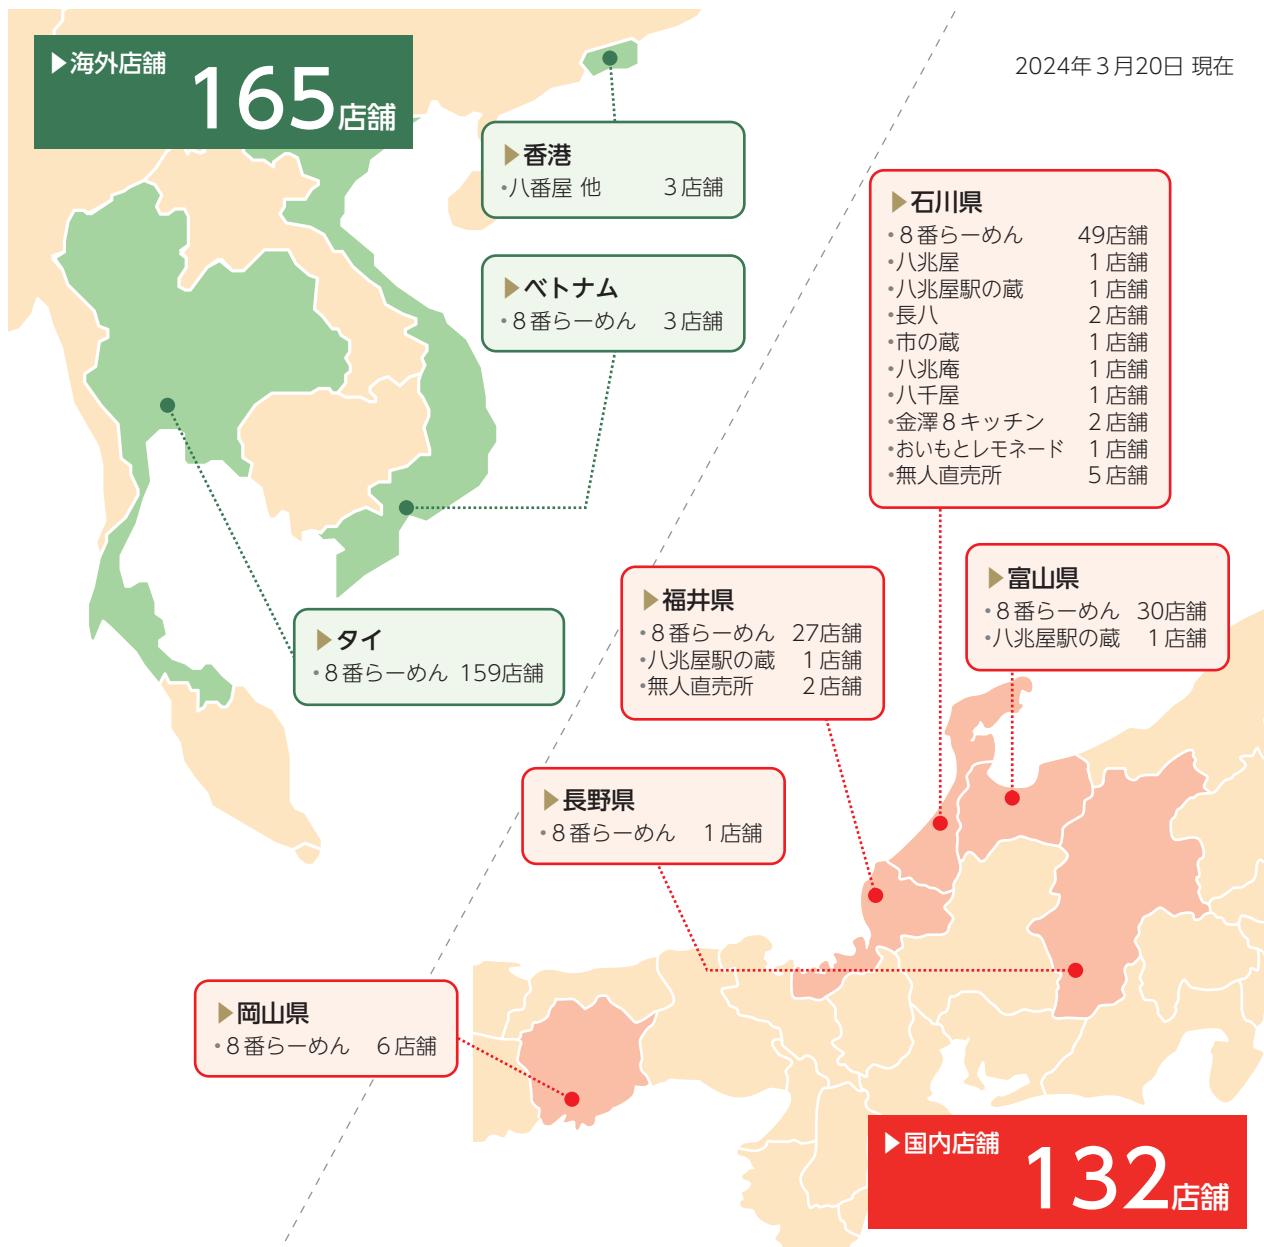 ▶海外店舗
165店舗
2024年3月20日 現在
▶香港
・八番屋 他 3店舗
▶ベトナム
・8番らーめん 3店舗
▶タイ
・8番らーめん 159店舗
▶石川県
・8番らーめん 49店舗
・八兆屋 1店舗
・八兆屋駅の蔵 1店舗
・長八 2店舗
・市の蔵 1店舗
・八兆庵 1店舗
・八千屋 1店舗
・金澤8キッチン 2店舗
・おいもとレモネード 1店舗
・無人直売所 5店舗
▶富山県
・8番らーめん 30店舗
・八兆屋駅の蔵 1店舗
▶福井県
・8番らーめん 27店舗
・八兆屋駅の蔵 1店舗
・無人直売所 2店舗
▶長野県
・8番らーめん 1店舗
▶岡山県
・8番らーめん 6店舗
▶国内店舗
132店舗